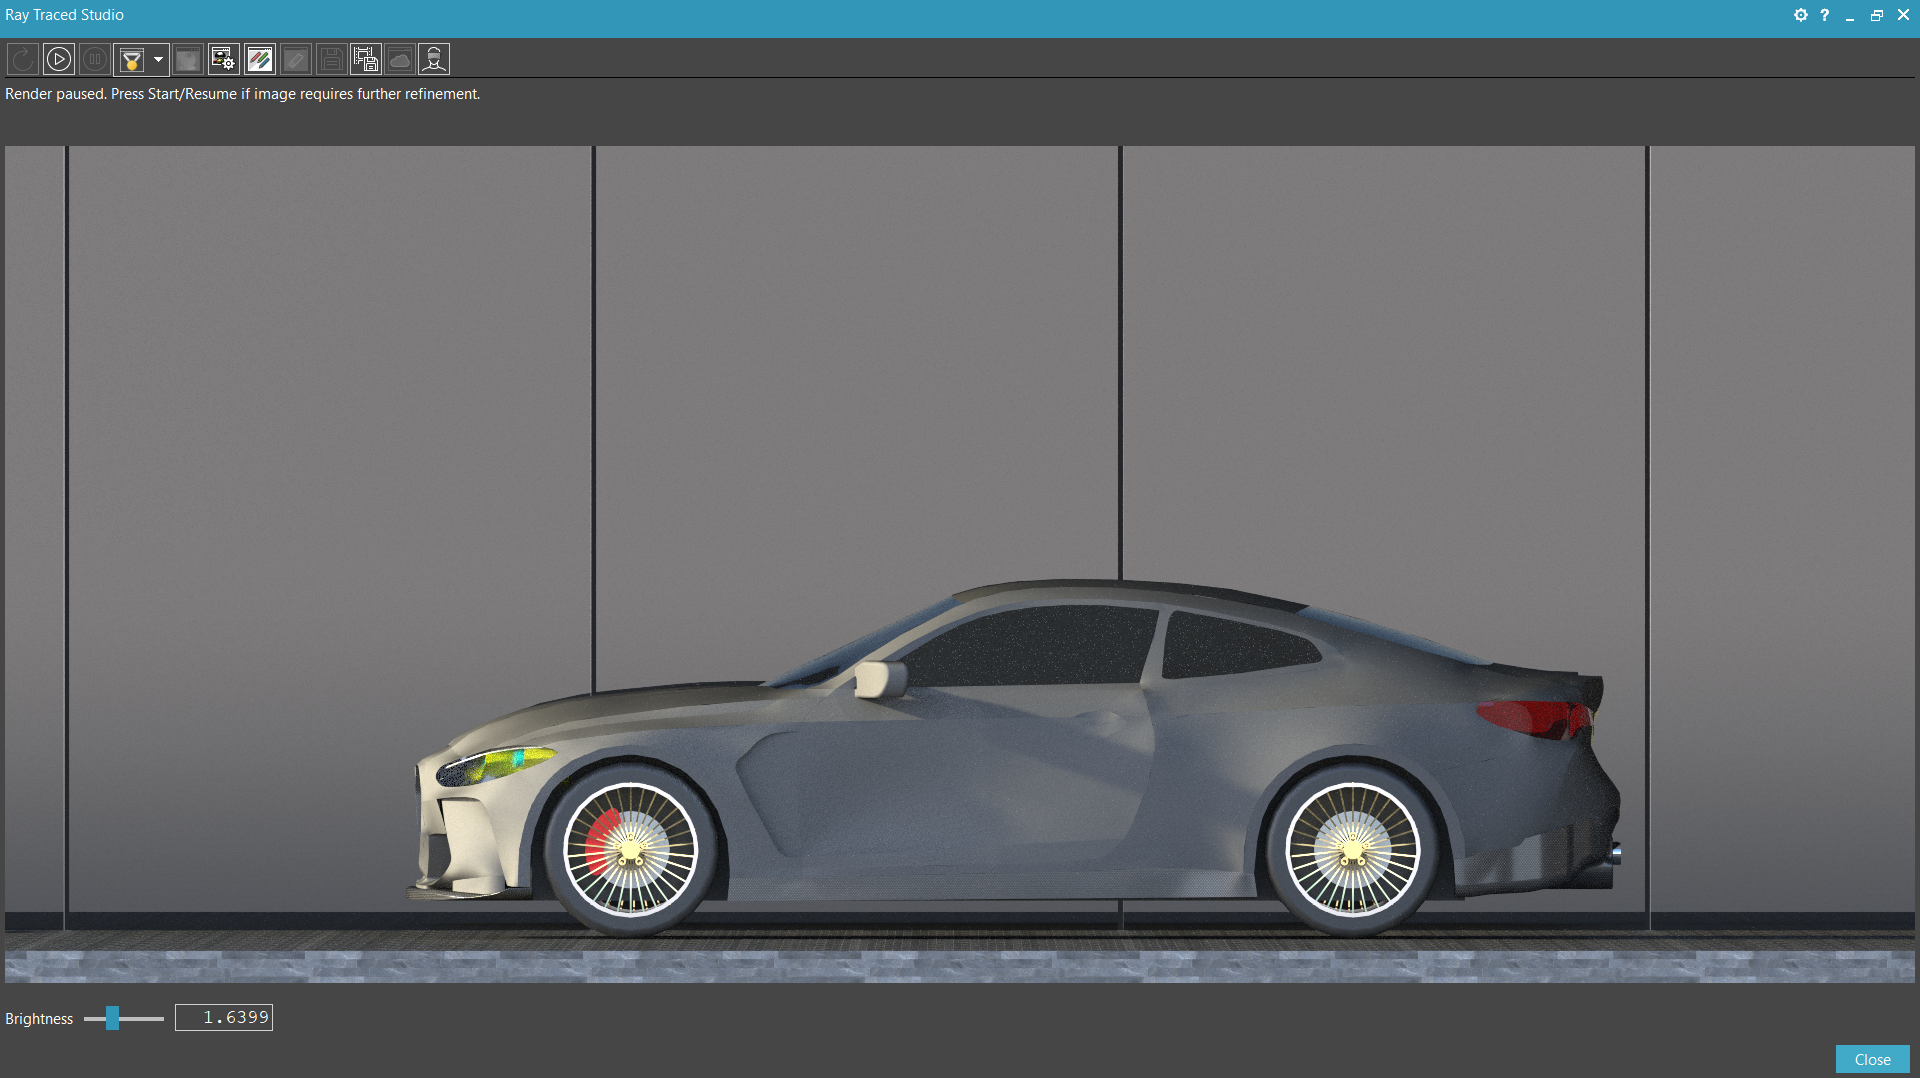 Ray Traced Studio
Render paused. Press Start/Resume if image requires further refinement.
Brightness
1.6399
Close